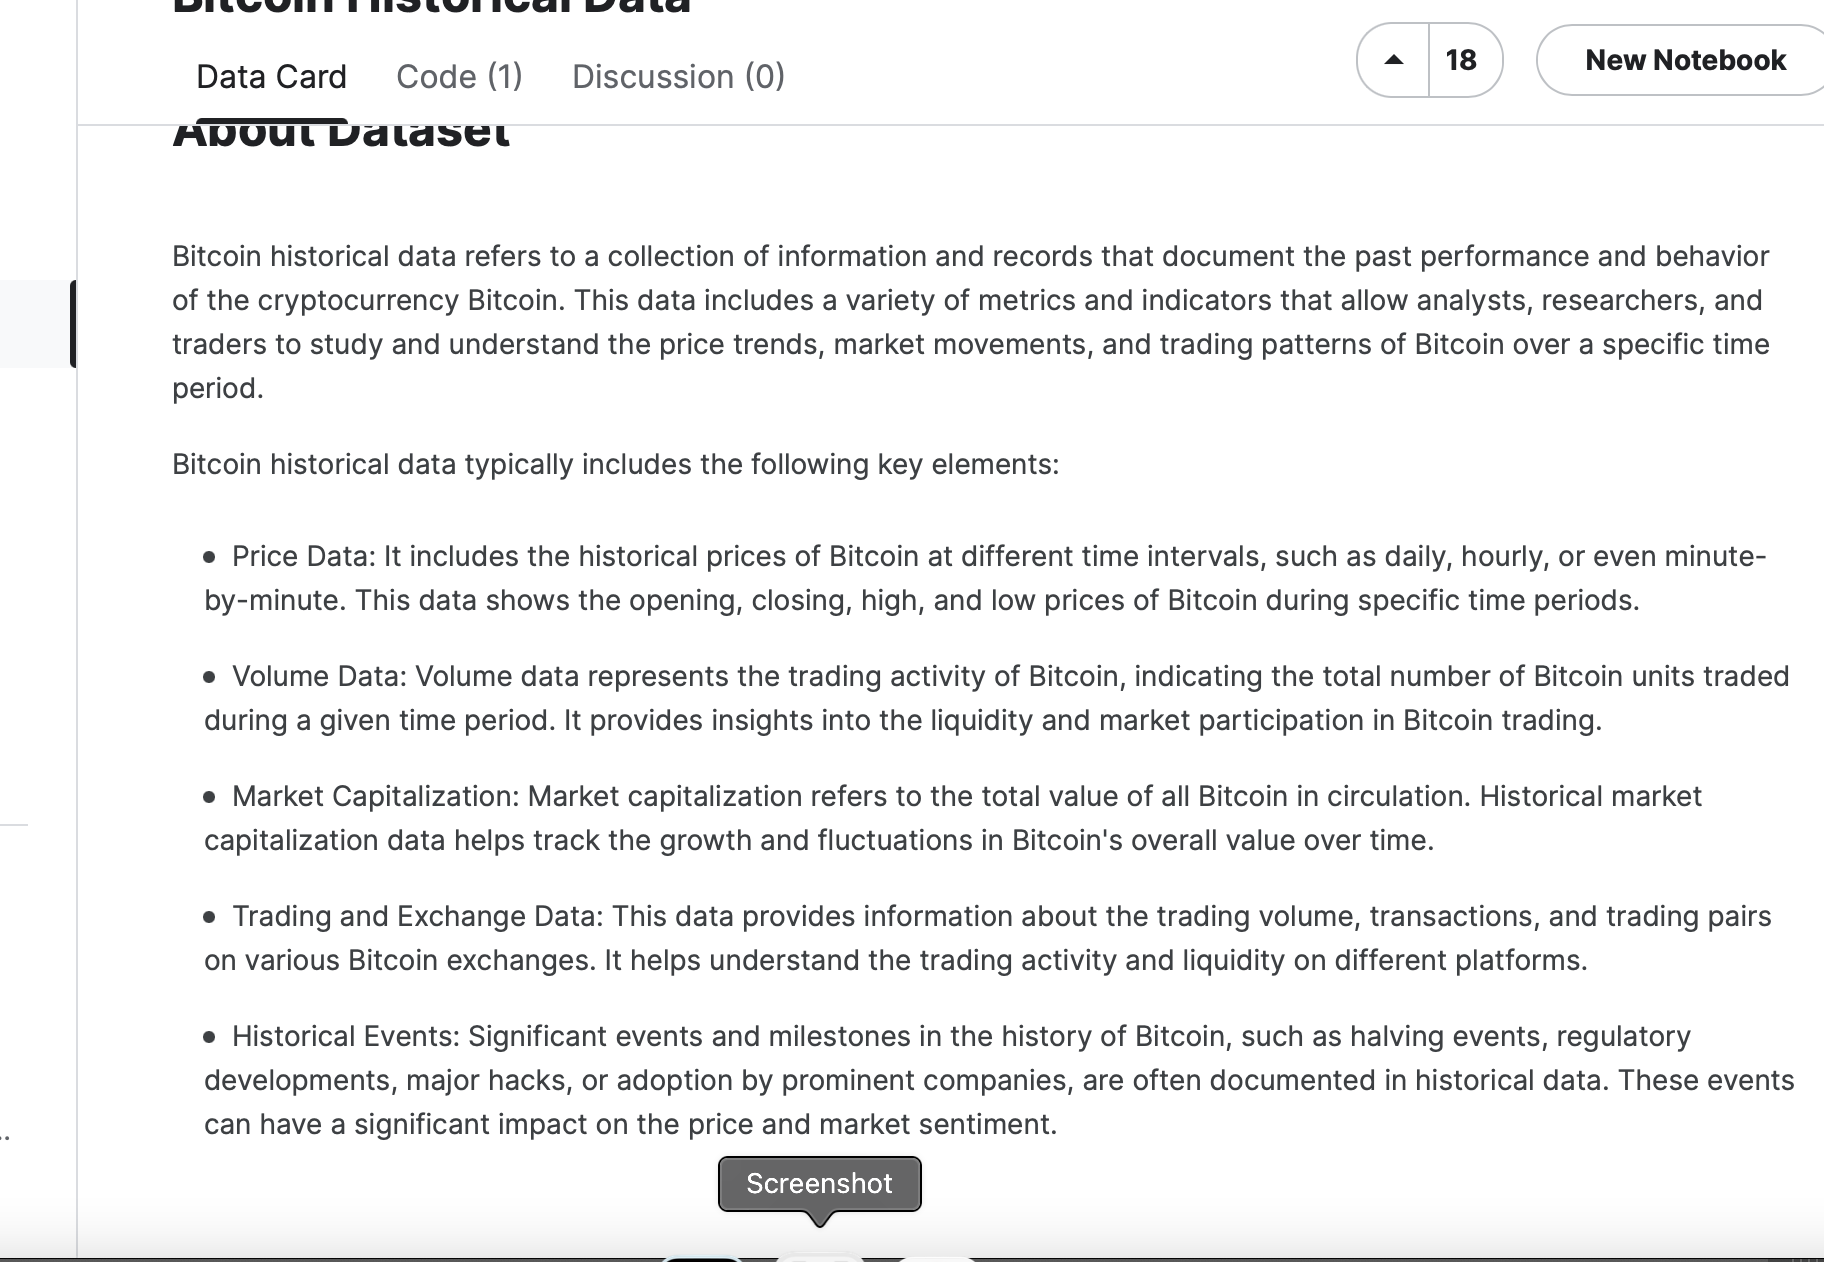 Bitcoin Historical Data
Data Card Code (1) Discussion (0)
18
New Notebook
About Dataset
Bitcoin historical data refers to a collection of information and records that document the past performance and behavior
of the cryptocurrency Bitcoin. This data includes a variety of metrics and indicators that allow analysts, researchers, and
traders to study and understand the price trends, market movements, and trading patterns of Bitcoin over a specific time
period.
Bitcoin historical data typically includes the following key elements:
• Price Data: It includes the historical prices of Bitcoin at different time intervals, such as daily, hourly, or even minute-
by-minute. This data shows the opening, closing, high, and low prices of Bitcoin during specific time periods.
• Volume Data: Volume data represents the trading activity of Bitcoin, indicating the total number of Bitcoin units traded
during a given time period. It provides insights into the liquidity and market participation in Bitcoin trading.
• Market Capitalization: Market capitalization refers to the total value of all Bitcoin in circulation. Historical market
capitalization data helps track the growth and fluctuations in Bitcoin's overall value over time.
• Trading and Exchange Data: This data provides information about the trading volume, transactions, and trading pairs
on various Bitcoin exchanges. It helps understand the trading activity and liquidity on different platforms.
• Historical Events: Significant events and milestones in the history of Bitcoin, such as halving events, regulatory
developments, major hacks, or adoption by prominent companies, are often documented in historical data. These events
can have a significant impact on the price and market sentiment.
..
Screenshot